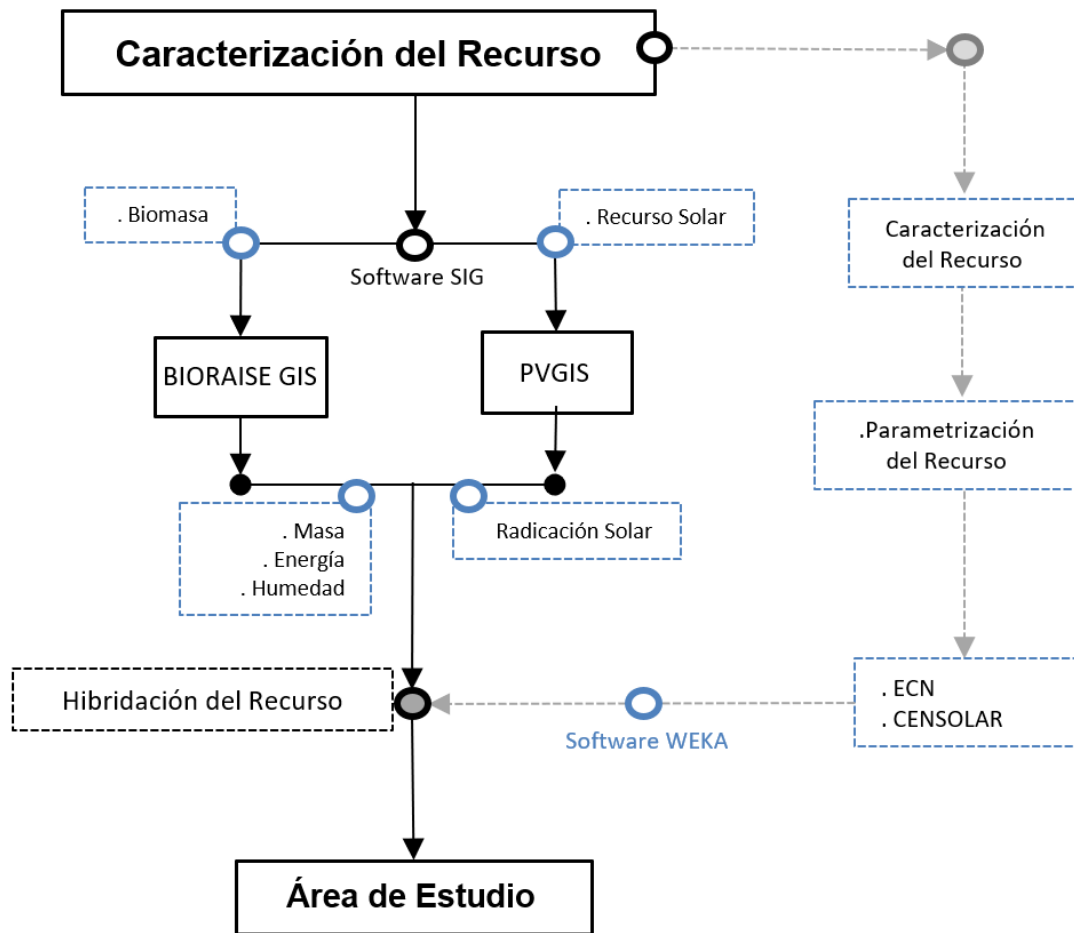 Caracterización del Recurso
. Biomasa
. Recurso Solar
Software SIG
Caracterización
del Recurso
BIORAISE GIS
PVGIS
.Parametrización
del Recurso
. Masa
. Energía
. Humedad
Radicación Solar
Hibridación del Recurso
Software WEKA
. ECN
. CENSOLAR
Área de Estudio